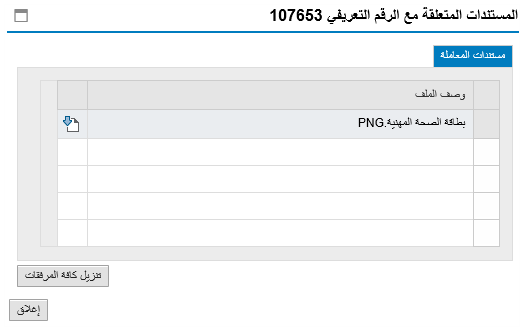 المستندات المتعلقة مع الرقم التعريفي 107653
مستندات المعاملة
وصف الملف
بطاقة الصحة المهنية.PNG
تنزيل كافة المرفقات
إغلاق